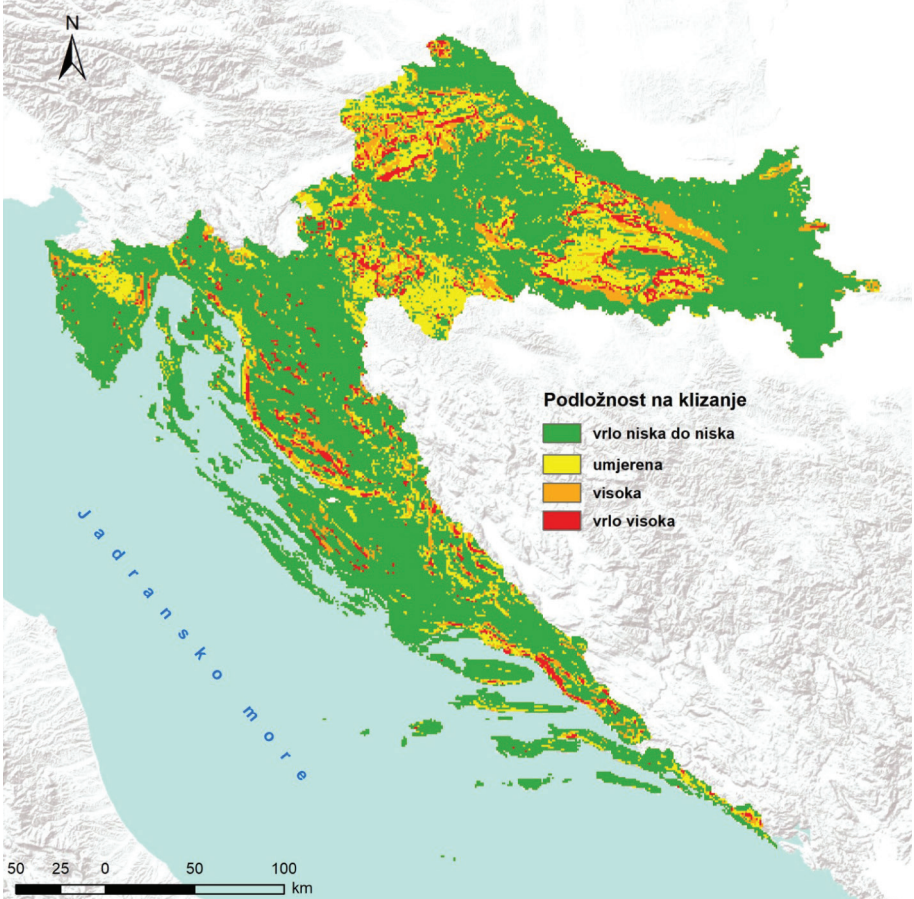 N
Podložnost na klizanje
vrlo niska do niska
umjerena
visoka
vrlo visoka
Jadransko more
50 25 0 50 100
km